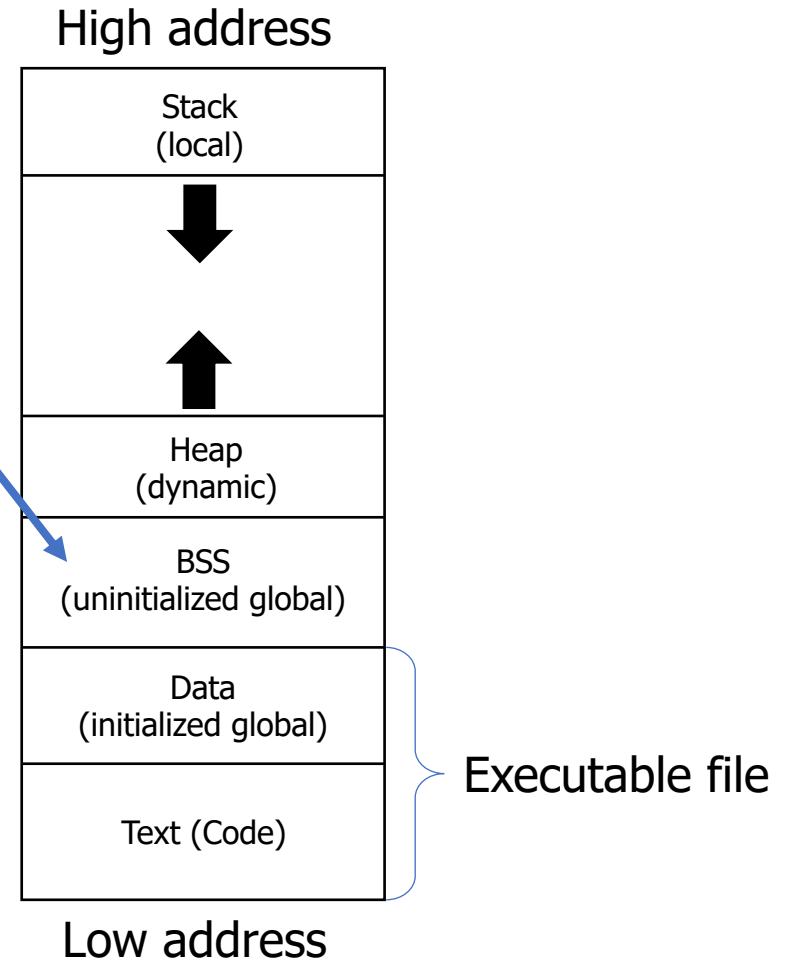 High address
Stack
(local)
Heap
(dynamic)
BSS
(uninitialized global)
Data
(initialized global)
Executable file
Text (Code)
Low address